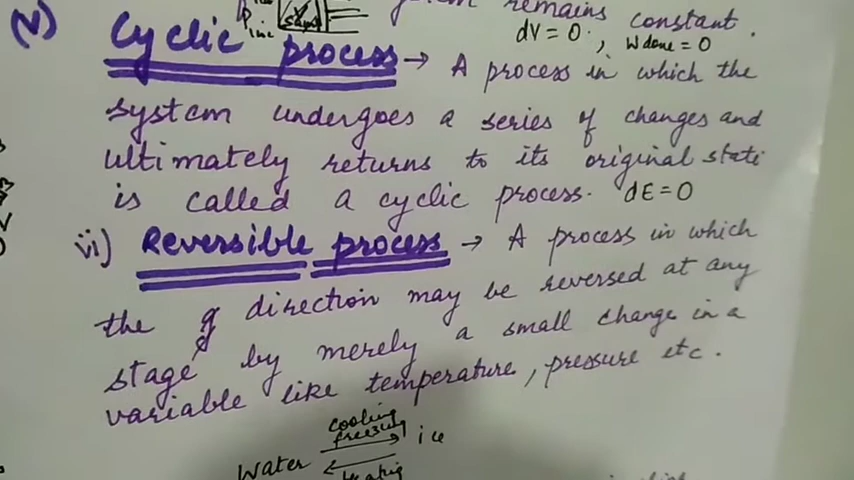 remains constant.
dV = 0. , Wdone = 0
(V) Cyclic process → A process in which the
system undergoes a series of changes and
ultimately returns to its original state
is called a cyclic process. dE = 0
vi) Reversible process → A process in which
the direction may be reversed at any
stage by merely a small change in a
variable like temperature, pressure etc.
cooling
freezing
Water ice